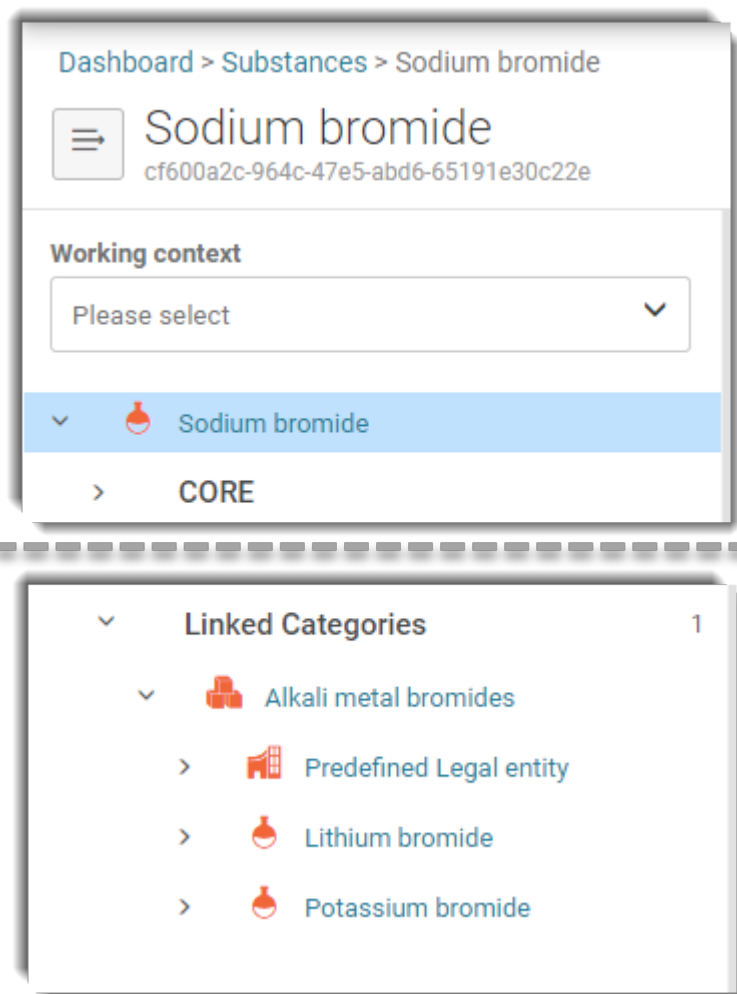 Dashboard > Substances > Sodium bromide
Sodium bromide
cf600a2c-964c-47e5-abd6-65191e30c22e
Working context
Please select
Sodium bromide
CORE
Linked Categories 1
Alkali metal bromides
Predefined Legal entity
Lithium bromide
Potassium bromide